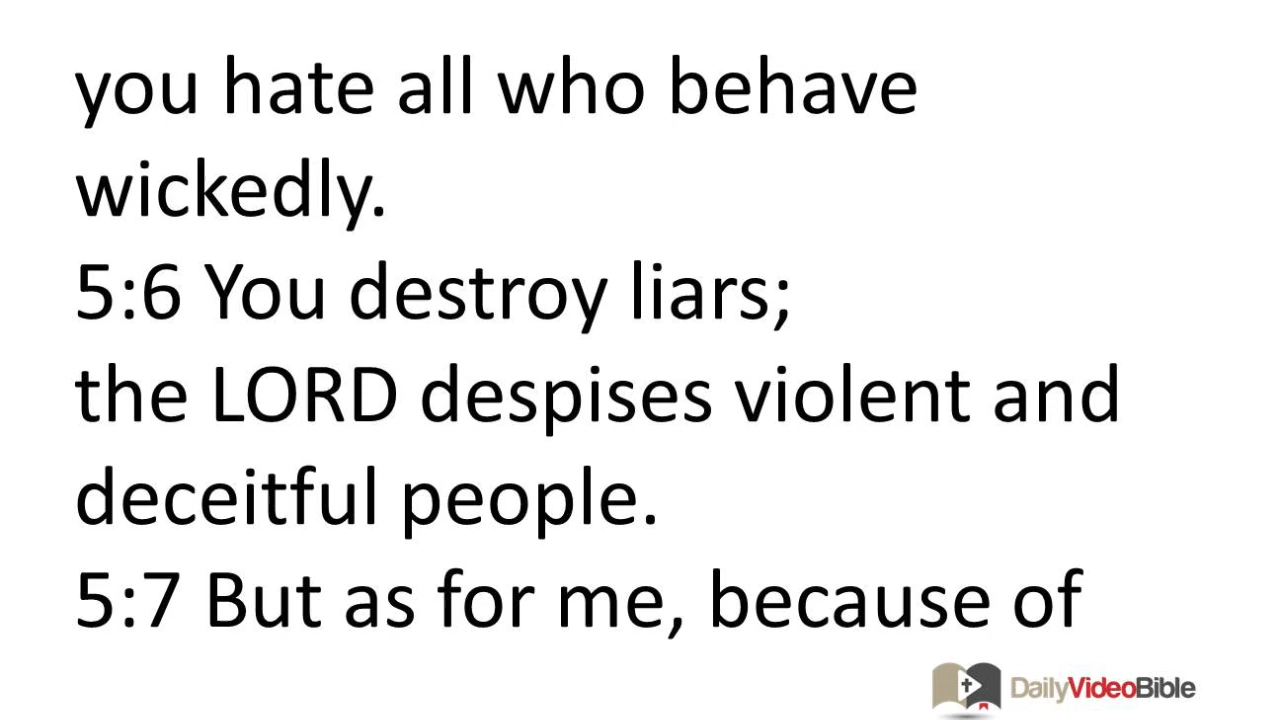 you hate all who behave
wickedly.
5:6 You destroy liars;
the LORD despises violent and
deceitful people.
5:7 But as for me, because of
DailyVideoBible